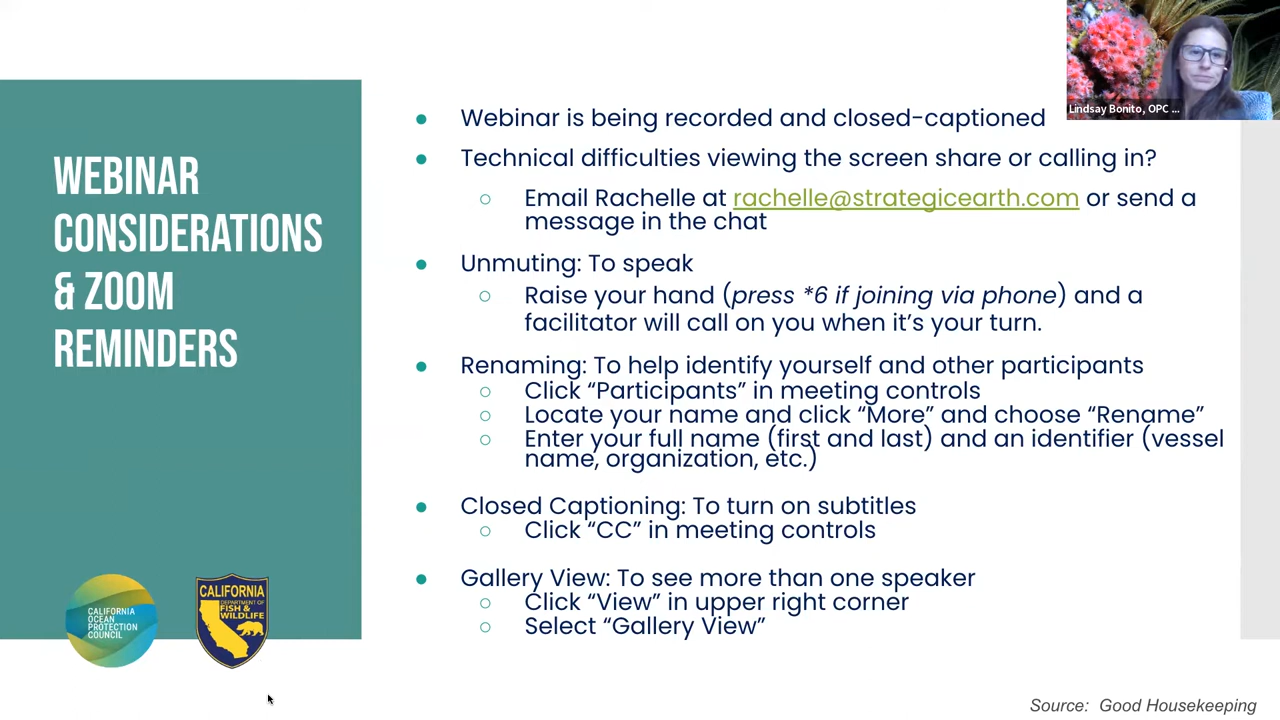 Lindsay Bonito, OPC ...
WEBINAR
CONSIDERATIONS
& ZOOM
REMINDERS
● Webinar is being recorded and closed-captioned
● Technical difficulties viewing the screen share or calling in?
○ Email Rachelle at rachelle@strategicearth.com or send a
message in the chat
● Unmuting: To speak
○ Raise your hand (press *6 if joining via phone) and a
facilitator will call on you when it’s your turn.
● Renaming: To help identify yourself and other participants
○ Click “Participants” in meeting controls
○ Locate your name and click “More” and choose “Rename”
○ Enter your full name (first and last) and an identifier (vessel
name, organization, etc.)
● Closed Captioning: To turn on subtitles
○ Click “CC” in meeting controls
● Gallery View: To see more than one speaker
○ Click “View” in upper right corner
○ Select “Gallery View”
CALIFORNIA
OCEAN
PROTECTION
COUNCIL
CALIFORNIA
DEPARTMENT OF
FISH &
WILDLIFE
Source: Good Housekeeping